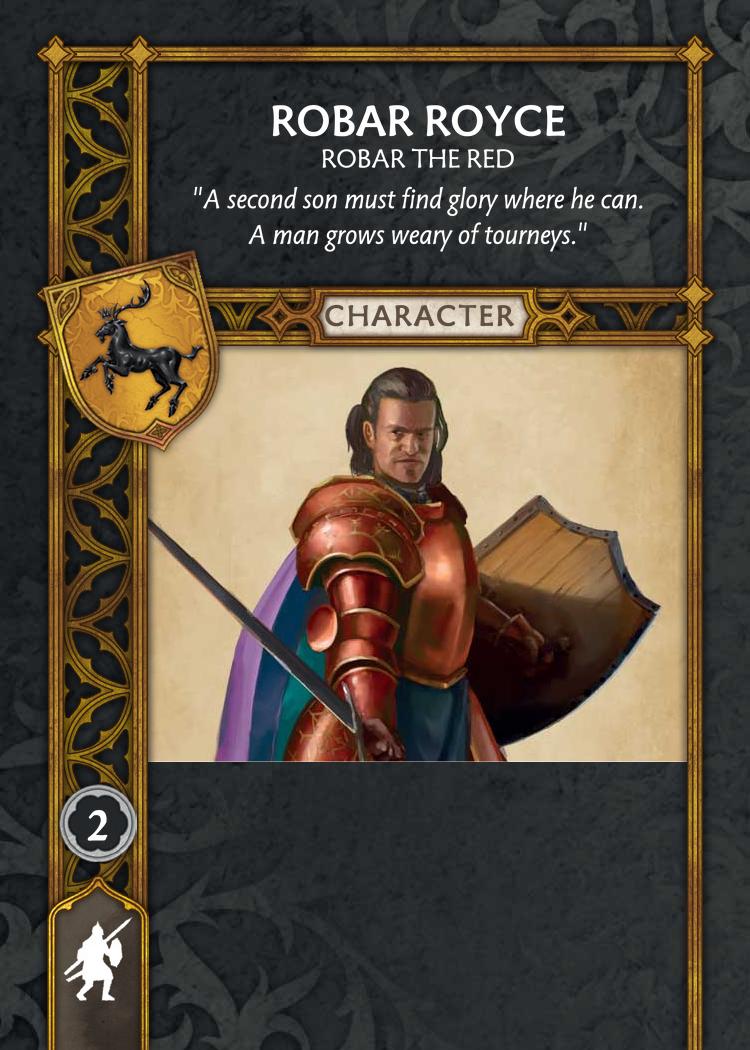 ROBAR ROYCE
ROBAR THE RED
"A second son must find glory where he can.
A man grows weary of tourneys."
CHARACTER
2